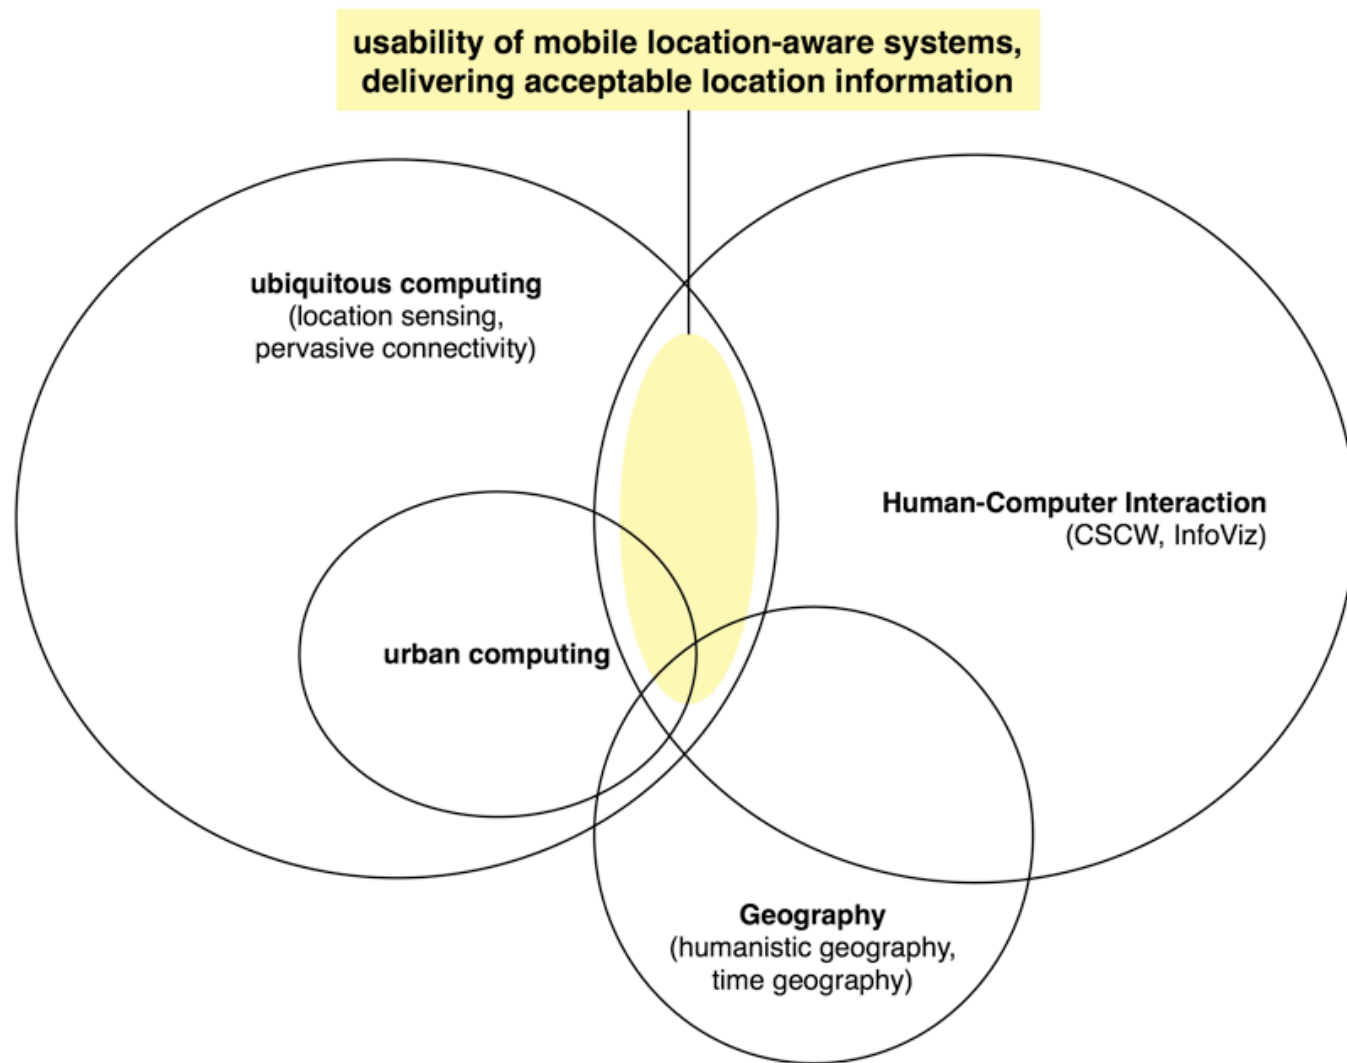 usability of mobile location-aware systems,
delivering acceptable location information
ubiquitous computing
(location sensing,
pervasive connectivity)
Human-Computer Interaction
(CSCW, InfoViz)
urban computing
Geography
(humanistic geography,
time geography)